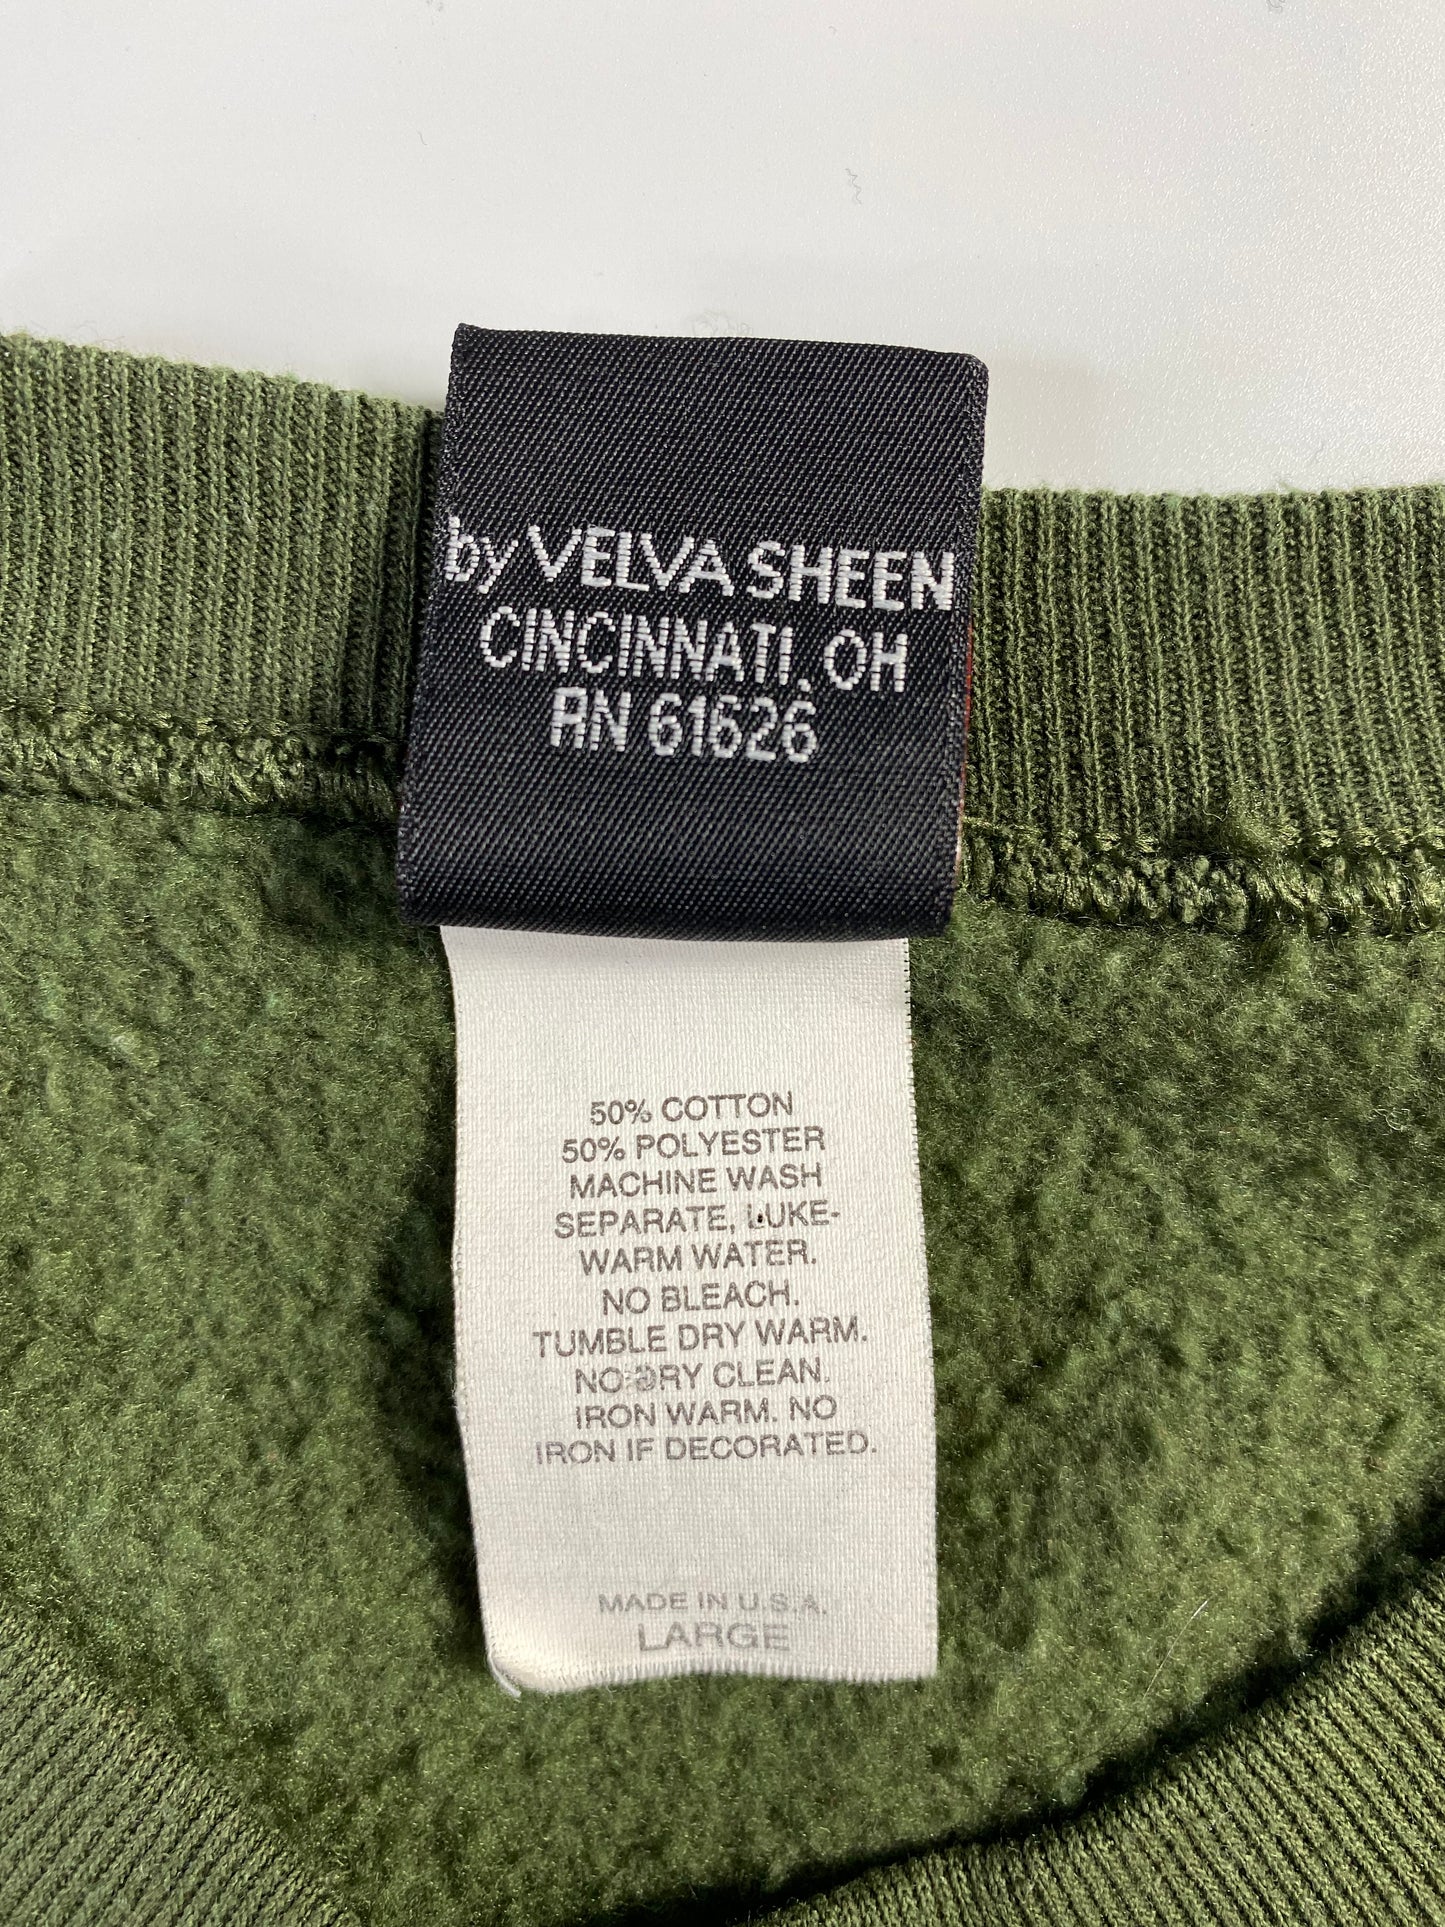 by VELVA SHEEN
CINCINNATI, OH
RN 61526
50% COTTON
50% POLYESTER
MACHINE WASH
SEPARATE, LUKE-
WARM WATER.
NO BLEACH.
TUMBLE DRY WARM.
NO DRY CLEAN.
IRON WARM. NO
IRON IF DECORATED.
MADE IN U.S.A.
LARGE